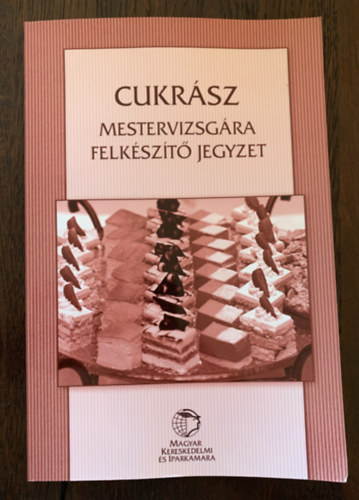 CUKRÁSZ
MESTERVIZSGÁRA
FELKÉSZÍTŐ JEGYZET
MAGYAR
KERESKEDELMI
ÉS IPARKAMARA